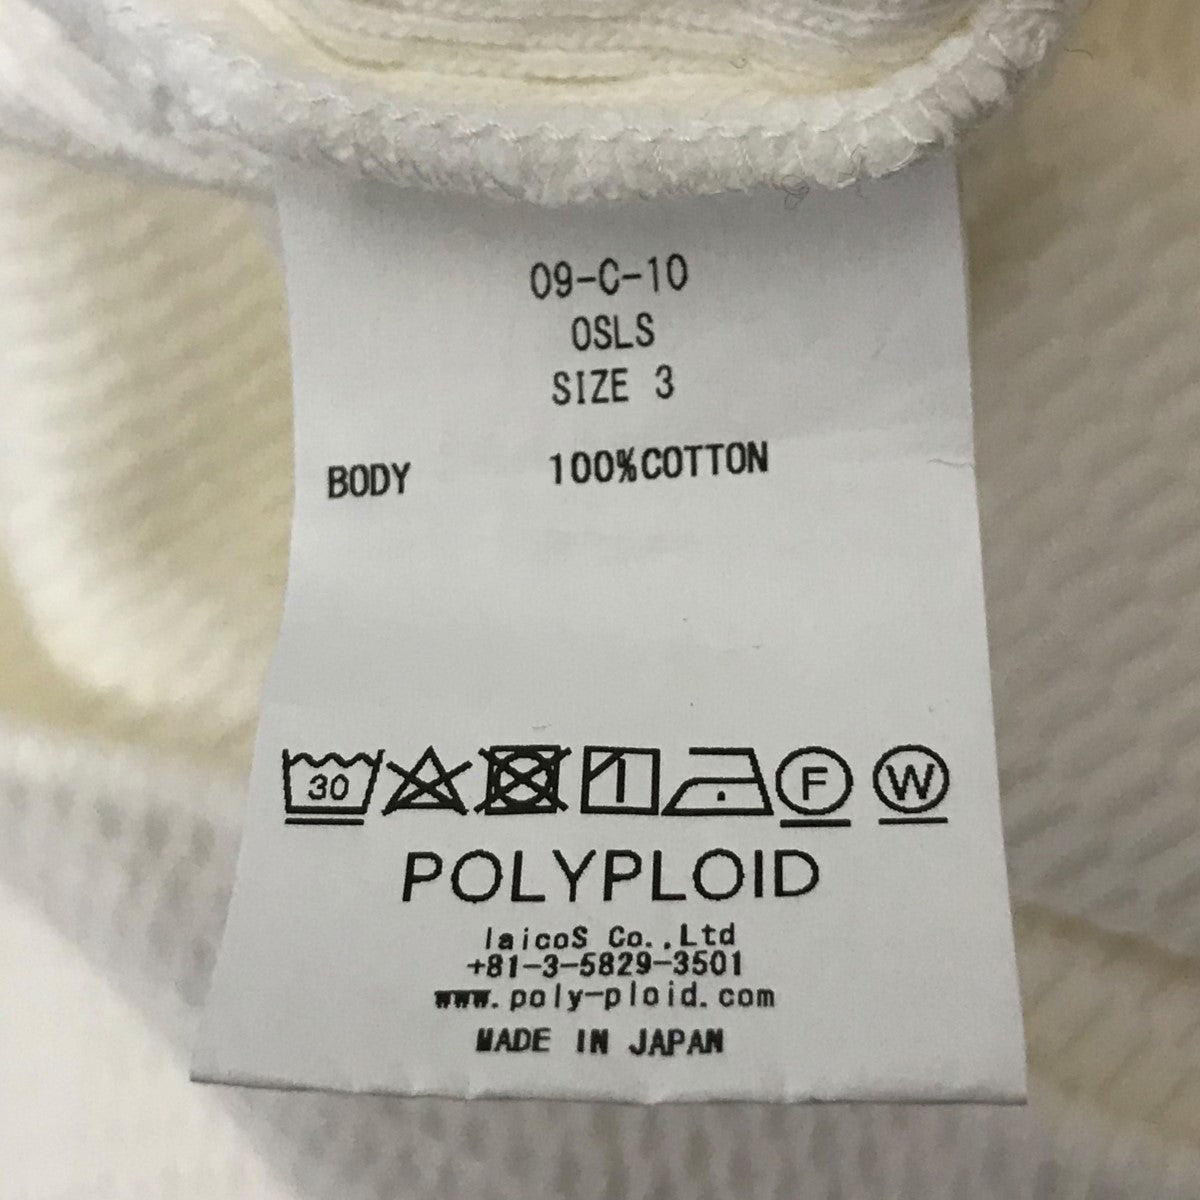 09-C-10
OSLS
SIZE 3
BODY 100%COTTON
30 F W
POLYPLOID
laicoS Co.,Ltd
+81-3-5829-3501
www.poly-ploid.com
MADE IN JAPAN